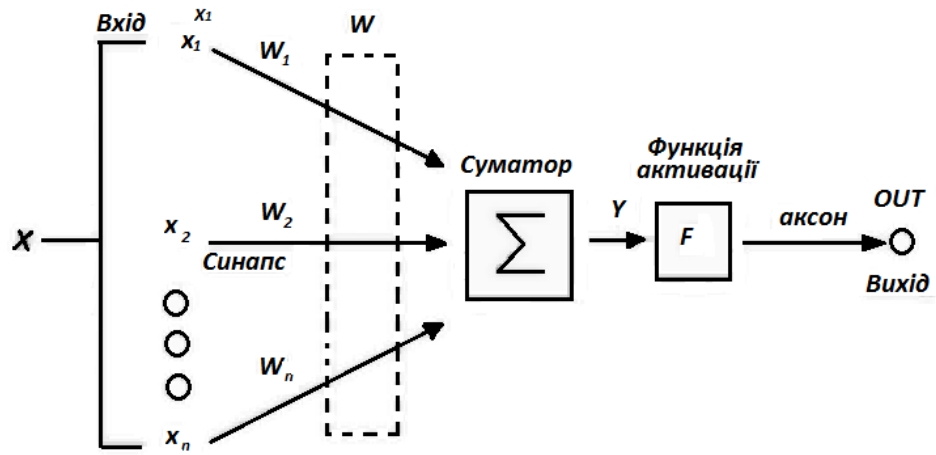 Вхід
x₁
x₁
W₁
W
Суматор
Функція
активації
X
x₂
W₂
Синапс
Σ
Y
F
аксон
OUT
Вихід
Wₙ
xₙ